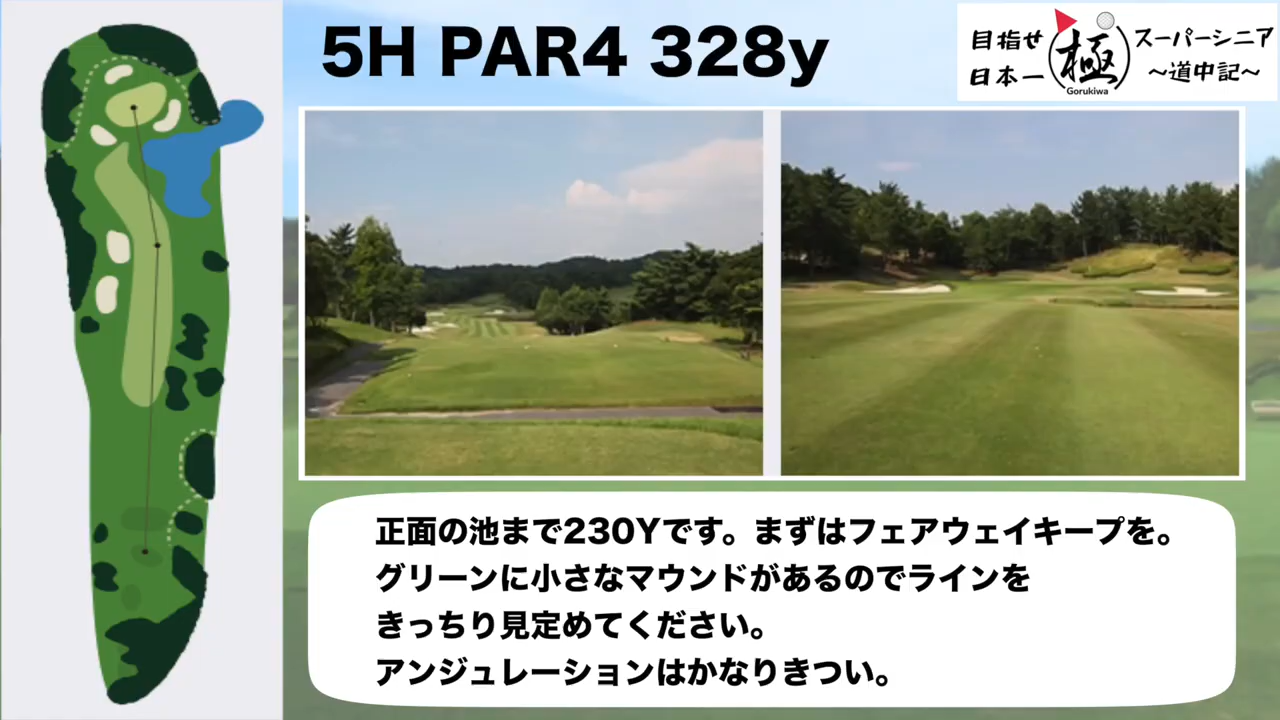 5H PAR4 328y
目指せ
日本一
極
Gorukiwa
スーパーシニア
～道中記～
正面の池まで230Yです。まずはフェアウェイキープを。
グリーンに小さなマウンドがあるのでラインを
きっちり見定めてください。
アンジュレーションはかなりきつい。